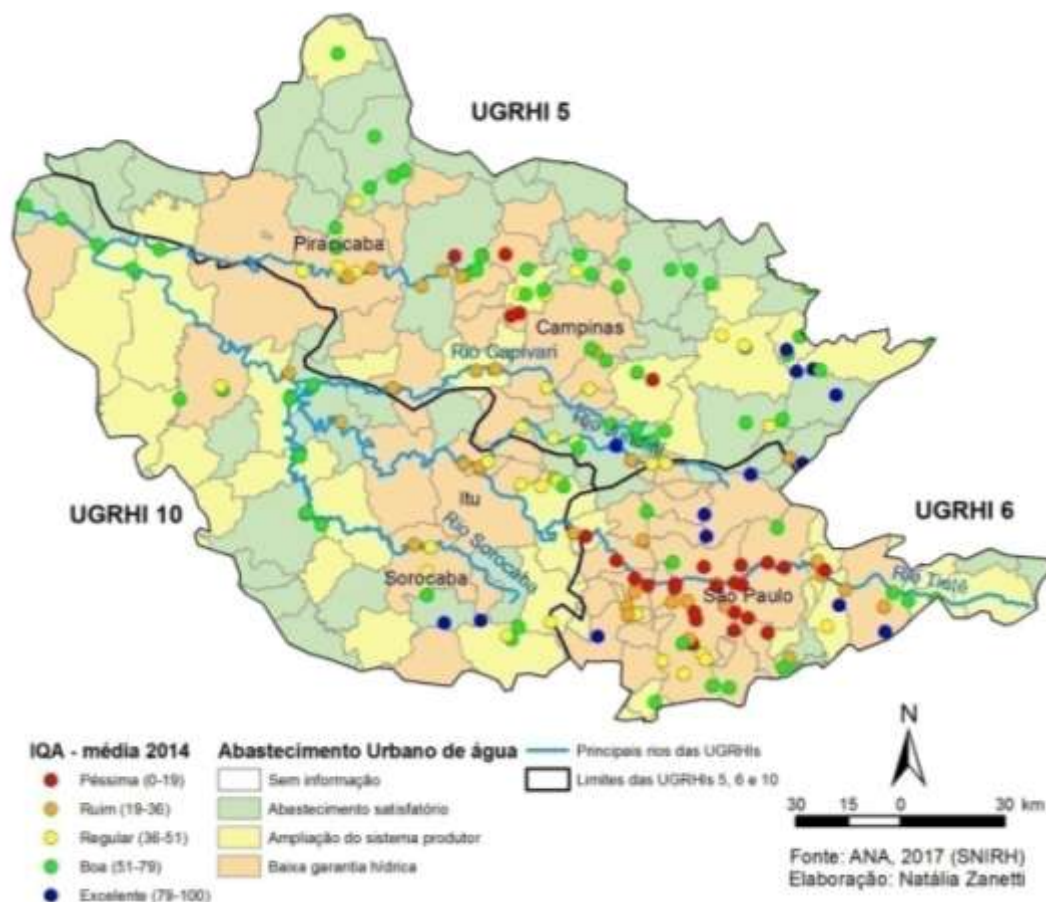 UGRHI 5
Piracicaba
Campinas
Rio Capivari
UGRHI 10
Itu
Rio Sorocaba
Sorocaba
UGRHI 6
Rio Tietê
São Paulo
N
IQA - média 2014
Péssima (0-19)
Ruim (19-36)
Regular (36-51)
Boa (51-79)
Excelente (79-100)
Abastecimento Urbano de água
Sem informação
Abastecimento satisfatório
Ampliação do sistema produtor
Baixa garantia hídrica
Principais rios das UGRHIs
Limites das UGRHIs 5, 6 e 10
30 15 0 30 km
Fonte: ANA, 2017 (SNIRH)
Elaboração: Natália Zanetti